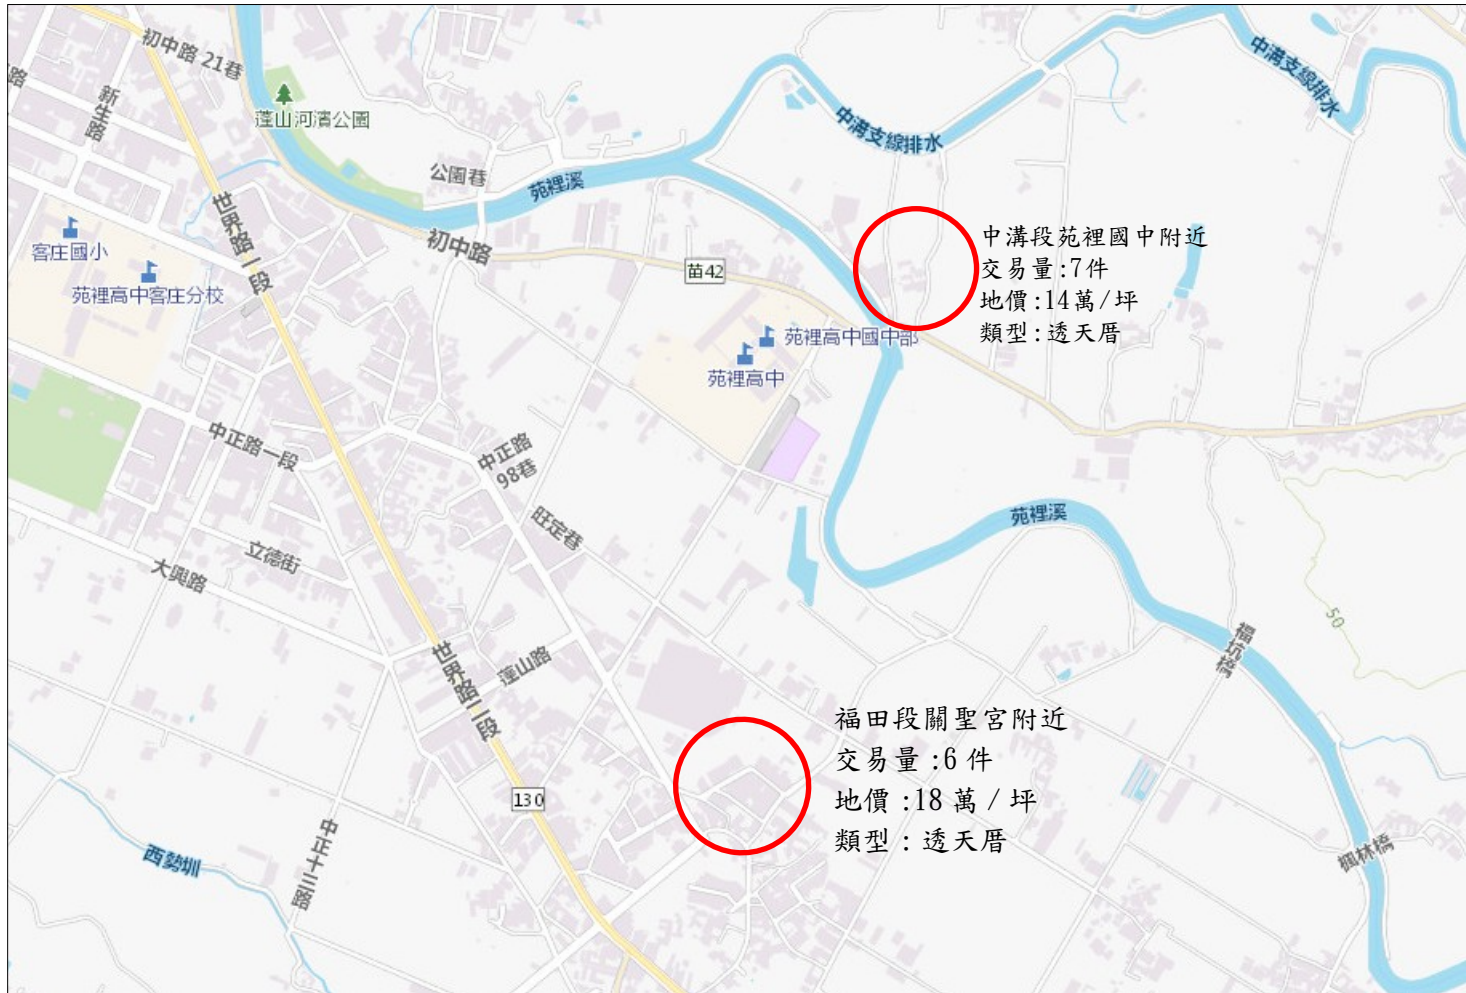 初中路 21巷
路
新生路
蓬山河濱公園
公園巷
苑裡溪
中溝支線排水
中溝支線排水
客庄國小
苑裡高中客庄分校
世界路一段
初中路
苗42
中溝段苑裡國中附近
交易量:7件
地價:14萬/坪
類型:透天厝
苑裡高中國中部
苑裡高中
中正路一段
中正路
98巷
旺定巷
苑裡溪
立德街
大興路
蓬山路
世界路二段
福坑橋
50
福田段關聖宮附近
交易量:6 件
地價:18 萬/坪
類型:透天厝
130
中正十三路
西勢圳
楓林橋